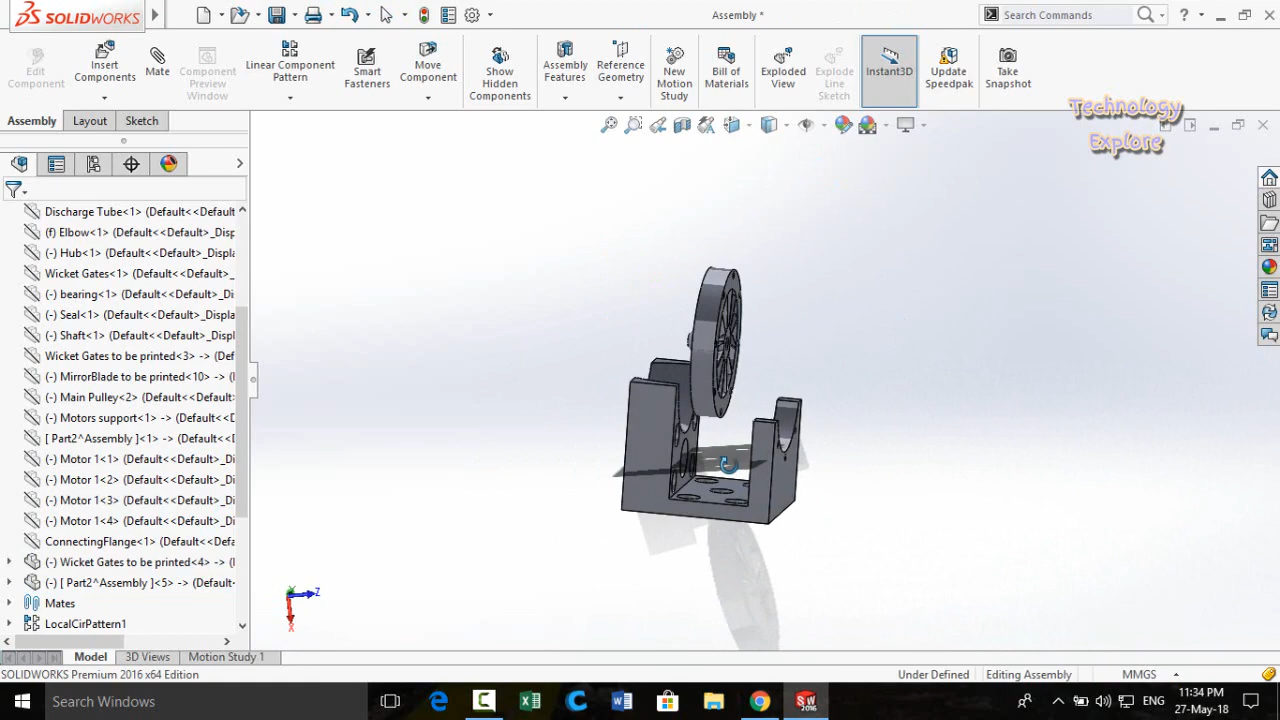 SOLIDWORKS
Assembly *
Search Commands
Edit Component
Insert Components
Mate
Component Preview Window
Linear Component Pattern
Smart Fasteners
Move Component
Show Hidden Components
Assembly Features
Reference Geometry
New Motion Study
Bill of Materials
Exploded View
Explode Line Sketch
Instant3D
Update Speedpak
Take Snapshot
Technology
Explore
Assembly
Layout
Sketch
Discharge Tube<1> (Default<<Default
(f) Elbow<1> (Default<<Default>_Disp
(-) Hub<1> (Default<<Default>_Displa
Wicket Gates<1> (Default<<Default>_
(-) bearing<1> (Default<<Default>_Di
(-) Seal<1> (Default<<Default>_Displa
(-) Shaft<1> (Default<<Default>_Displ
Wicket Gates to be printed<3> -> (Def
(-) MirrorBlade to be printed<10> -> (
(-) Main Pulley<2> (Default<<Default
(-) Motors support<1> -> (Default<<D
[ Part2^Assembly ]<1> (Default<<Def
(-) Motor 1<1> (Default<<Default>_Di
(-) Motor 1<2> (Default<<Default>_Di
(-) Motor 1<3> (Default<<Default>_Di
(-) Motor 1<4> (Default<<Default>_Di
ConnectingFlange<1> (Default<<Defa
(-) Wicket Gates to be printed<4> -> (
(-) [ Part2^Assembly ]<5> -> (Default<
Mates
LocalCirPattern1
Z
X
Model
3D Views
Motion Study 1
SOLIDWORKS Premium 2016 x64 Edition
Under Defined
Editing Assembly
MMGS
Search Windows
ENG
11:34 PM
27-May-18